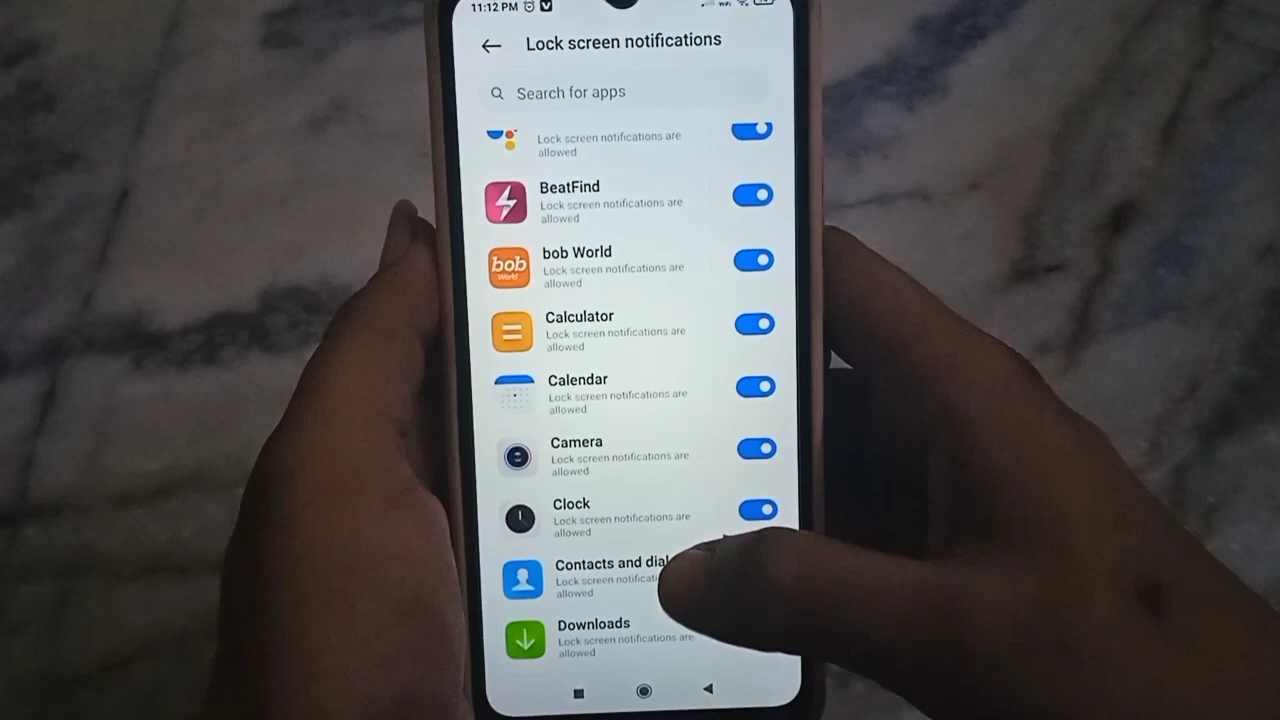 11:12 PM
Lock screen notifications
Search for apps
Lock screen notifications are
allowed
BeatFind
Lock screen notifications are
allowed
bob World
Lock screen notifications are
allowed
bob
World
Calculator
Lock screen notifications are
allowed
Calendar
Lock screen notifications are
allowed
Camera
Lock screen notifications are
allowed
Clock
Lock screen notifications are
allowed
Contacts and dial
Lock screen notificati
allowed
Downloads
Lock screen notifications are
allowed